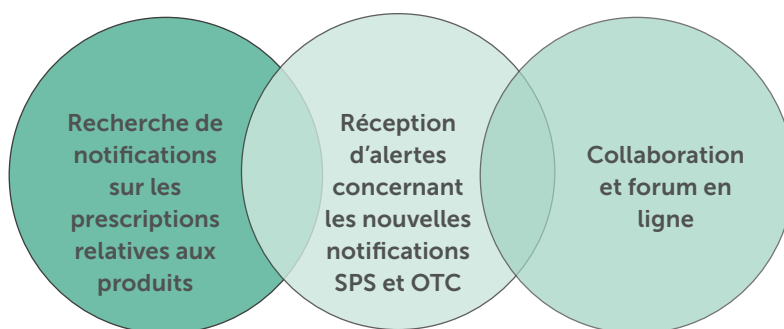 Recherche de
notifications
sur les
prescriptions
relatives aux
produits
Réception
d’alertes
concernant
les nouvelles
notifications
SPS et OTC
Collaboration
et forum en
ligne